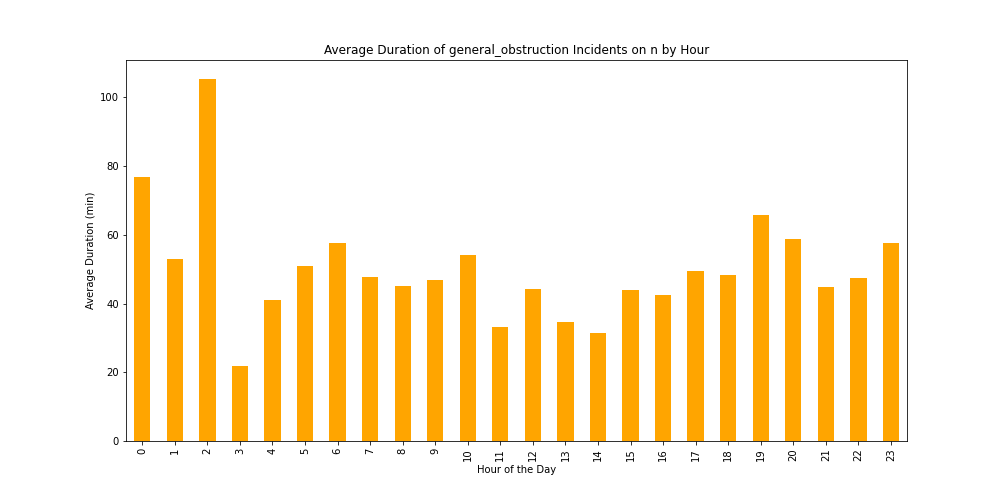 Average Duration of general_obstruction Incidents on n by Hour
Average Duration (min)
100
80
60
40
20
0
0 1 2 3 4 5 6 7 8 9 10 11 12 13 14 15 16 17 18 19 20 21 22 23
Hour of the Day